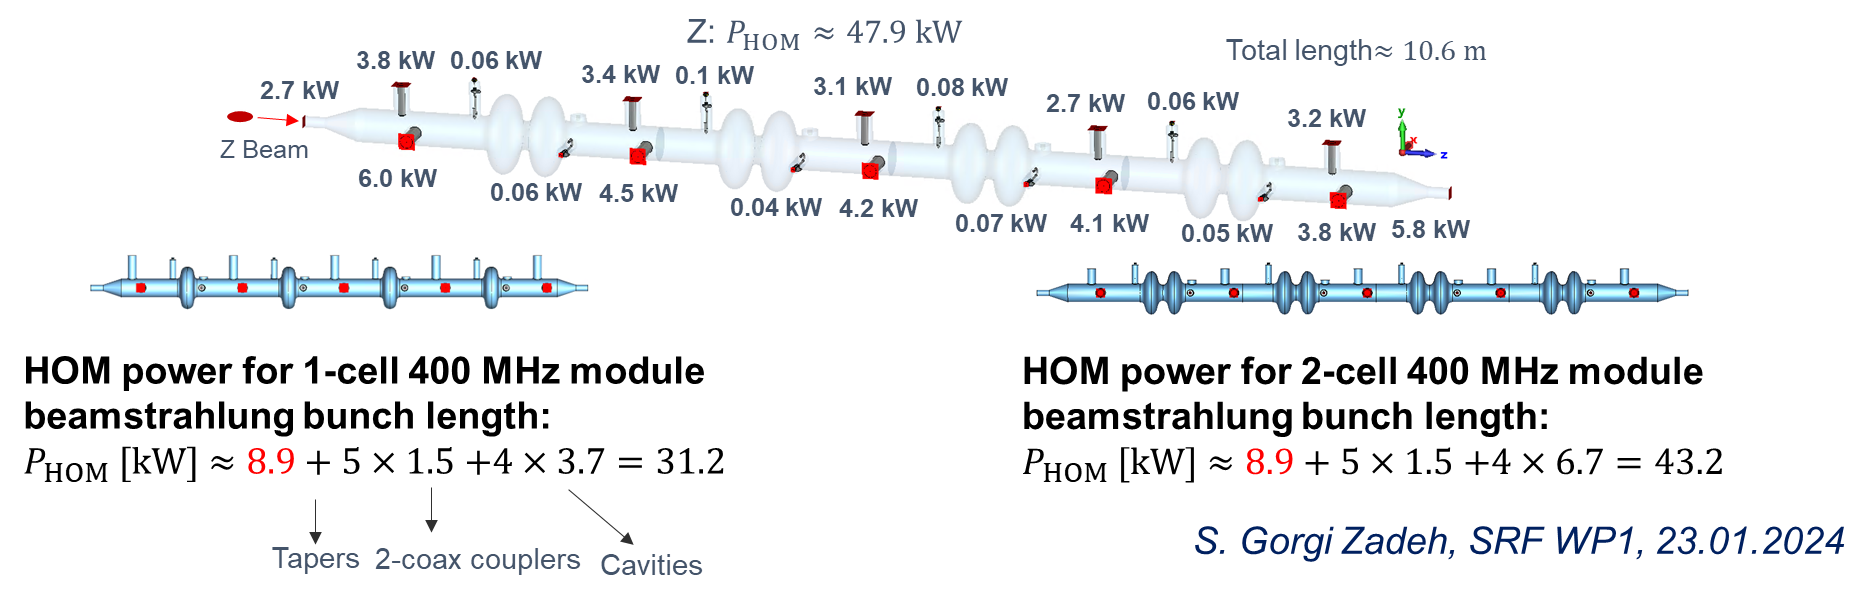 Z: P_HOM ≈ 47.9 kW
Total length≈ 10.6 m
3.8 kW 0.06 kW
3.4 kW 0.1 kW
3.1 kW 0.08 kW
2.7 kW 0.06 kW
3.2 kW
2.7 kW
Z Beam
6.0 kW
0.06 kW 4.5 kW
0.04 kW 4.2 kW
0.07 kW 4.1 kW
0.05 kW 3.8 kW 5.8 kW
y
x
z
HOM power for 1-cell 400 MHz module
beamstrahlung bunch length:
P_HOM [kW] ≈ 8.9 + 5 × 1.5 +4 × 3.7 = 31.2
Tapers 2-coax couplers Cavities
HOM power for 2-cell 400 MHz module
beamstrahlung bunch length:
P_HOM [kW] ≈ 8.9 + 5 × 1.5 +4 × 6.7 = 43.2
S. Gorgi Zadeh, SRF WP1, 23.01.2024